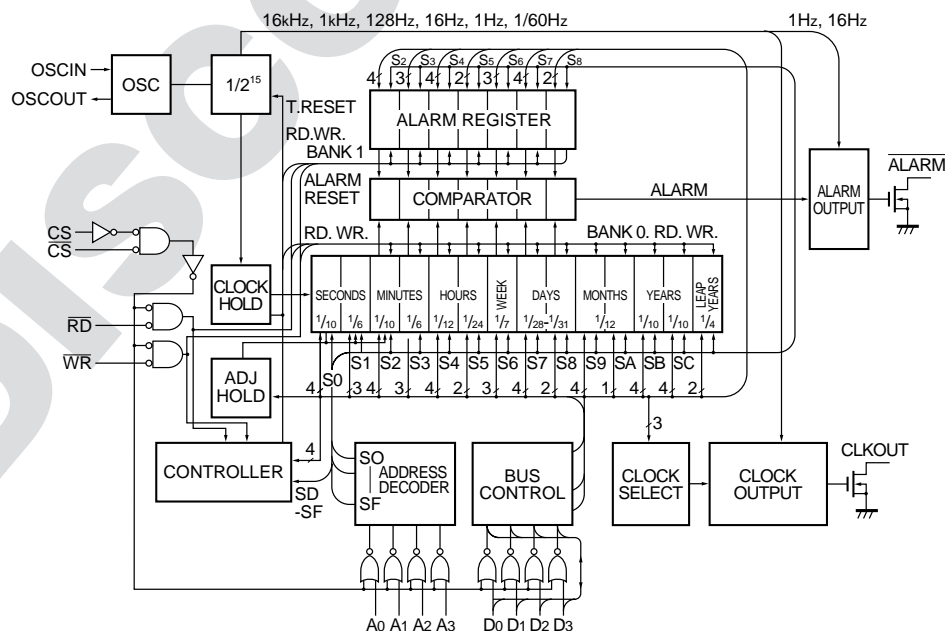 16kHz, 1kHz, 128Hz, 16Hz, 1Hz, 1/60Hz
1Hz, 16Hz
OSCIN
OSCOUT
OSC
1/2¹⁵
S2 S3 S4 S5 S6 S7 S8
4 3 4 2 3 4 2
T.RESET
ALARM REGISTER
RD.WR.
BANK 1
ALARM
RESET
COMPARATOR
ALARM
ALARM
OUTPUT
ALARM
CS
CS
RD. WR.
BANK 0. RD. WR.
CLOCK
HOLD
SECONDS
MINUTES
HOURS
WEEK
DAYS
MONTHS
YEARS
LEAP
YEARS
1/10 1/6 1/10 1/6 1/12 1/24 1/7 1/28-1/31 1/12 1/10 1/10 1/4
RD
WR
ADJ
HOLD
S0 S1 S2 S3 S4 S5 S6 S7 S8 S9 SA SB SC
4 3 4 3 4 2 3 4 2 4 1 4 4 2
3
CONTROLLER
4
SD
-SF
SO
SF
ADDRESS
DECODER
BUS
CONTROL
CLOCK
SELECT
CLOCK
OUTPUT
CLKOUT
A0 A1 A2 A3
D0 D1 D2 D3